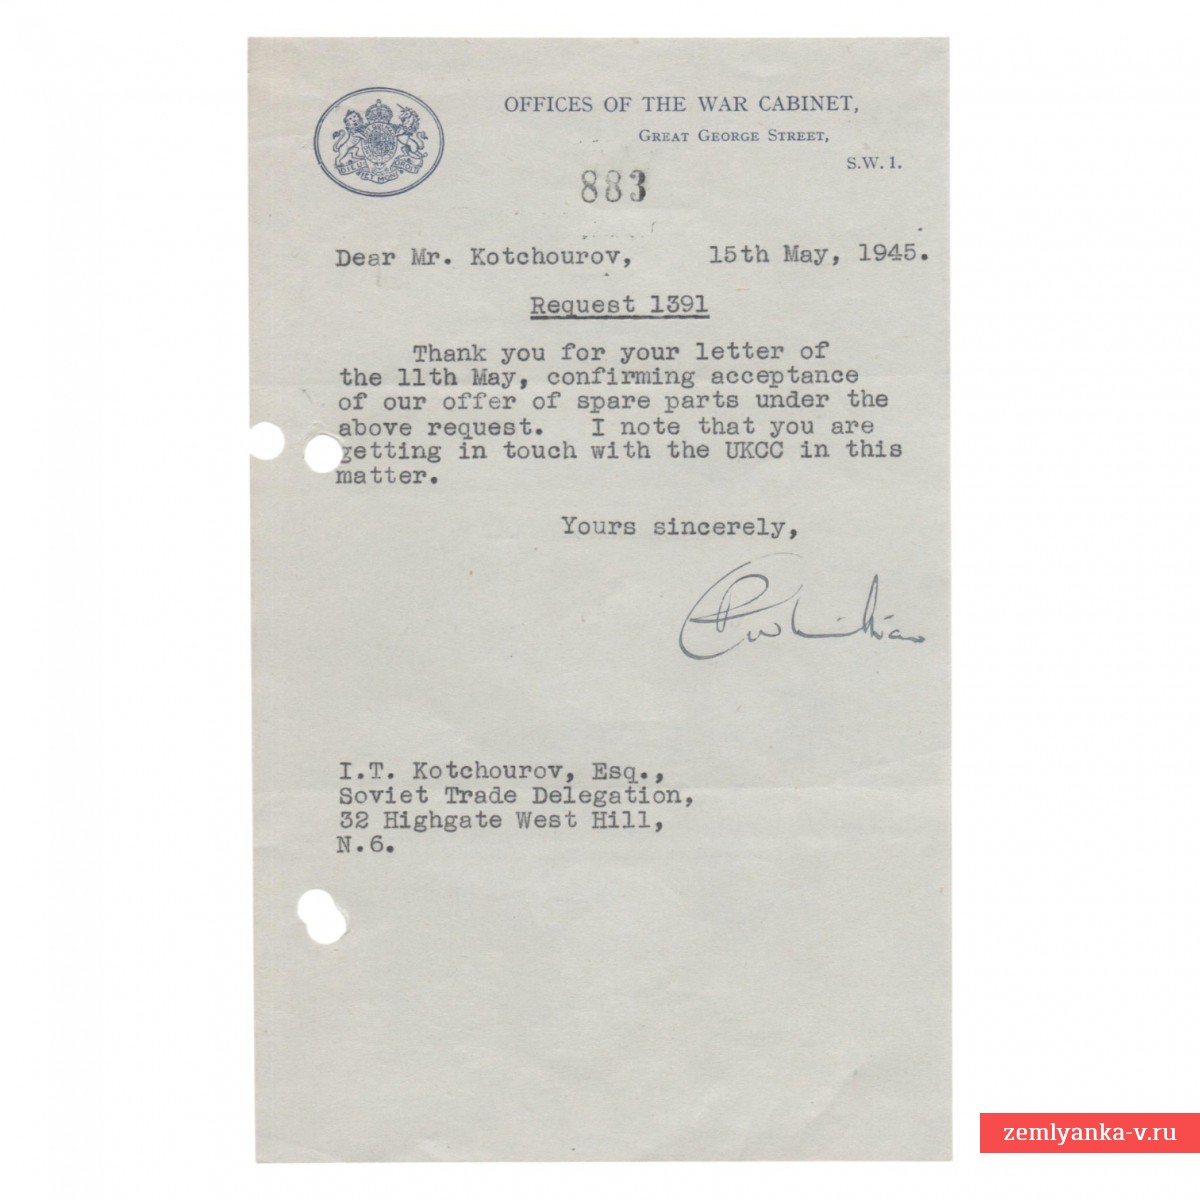 OFFICES OF THE WAR CABINET,
GREAT GEORGE STREET,
S.W. 1.
883
Dear Mr. Kotchourov, 15th May, 1945.
Request 1391
Thank you for your letter of
the 11th May, confirming acceptance
of our offer of spare parts under the
above request. I note that you are
getting in touch with the UKCC in this
matter.
Yours sincerely,
I.T. Kotchourov, Esq.,
Soviet Trade Delegation,
32 Highgate West Hill,
N.6.
zemlyanka-v.ru